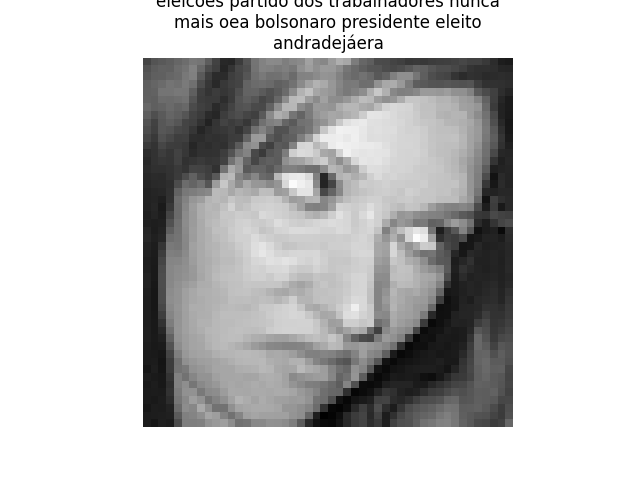 eleicoes partido dos trabalhadores nunca
mais oea bolsonaro presidente eleito
andradejáera